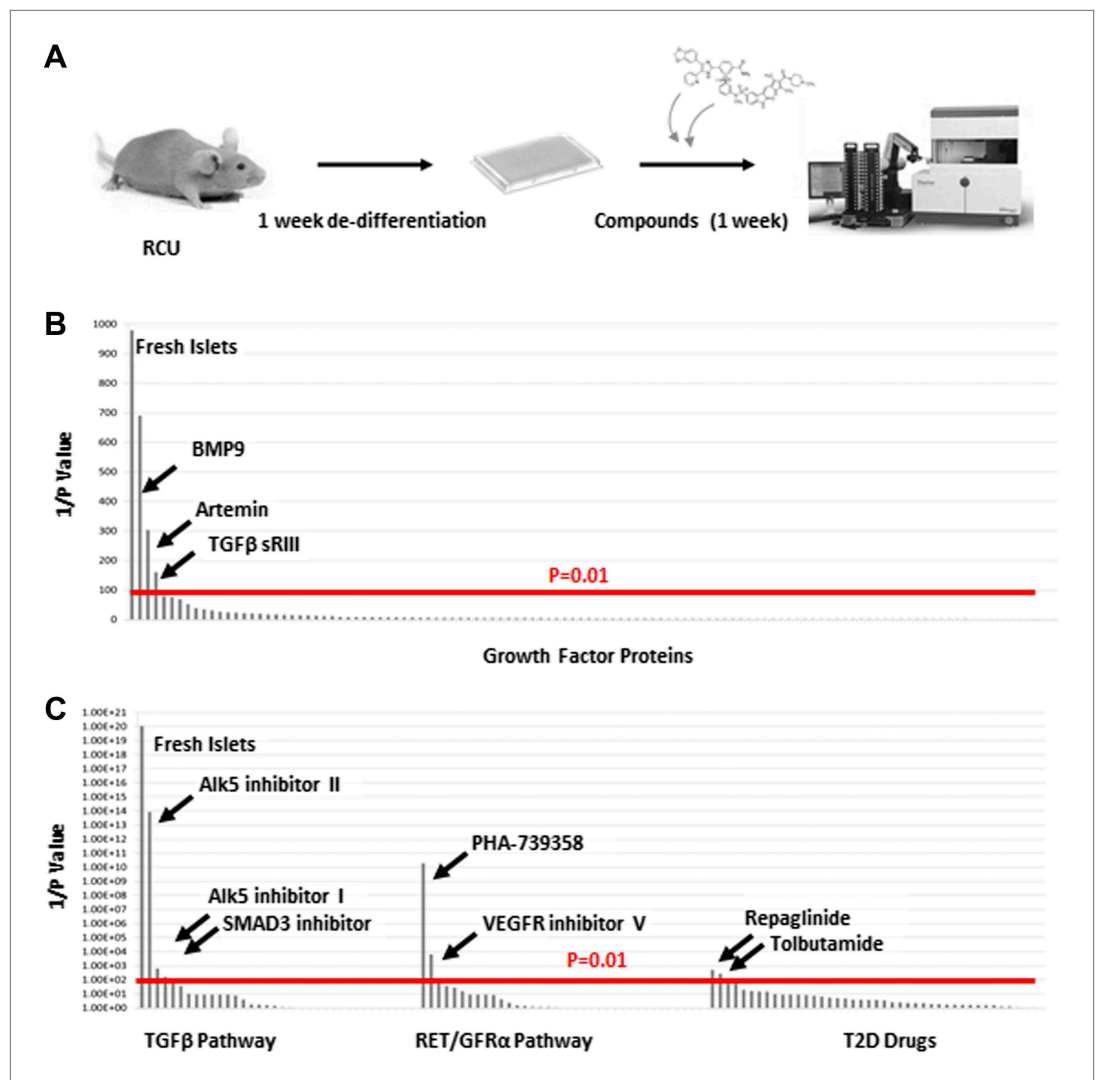 A
1 week de-differentiation
Compounds (1 week)
RCU
B
1000
900
800
700
600
500
400
300
200
100
0
1/P Value
Fresh Islets
BMP9
Artemin
TGFβ sRIII
P=0.01
Growth Factor Proteins
C
1.00E+21
1.00E+20
1.00E+19
1.00E+18
1.00E+17
1.00E+16
1.00E+15
1.00E+14
1.00E+13
1.00E+12
1.00E+11
1.00E+10
1.00E+09
1.00E+08
1.00E+07
1.00E+06
1.00E+05
1.00E+04
1.00E+03
1.00E+02
1.00E+01
1.00E+00
1/P Value
Fresh Islets
Alk5 inhibitor II
Alk5 inhibitor I
SMAD3 inhibitor
PHA-739358
VEGFR inhibitor V
P=0.01
Repaglinide
Tolbutamide
TGFβ Pathway
RET/GFRα Pathway
T2D Drugs